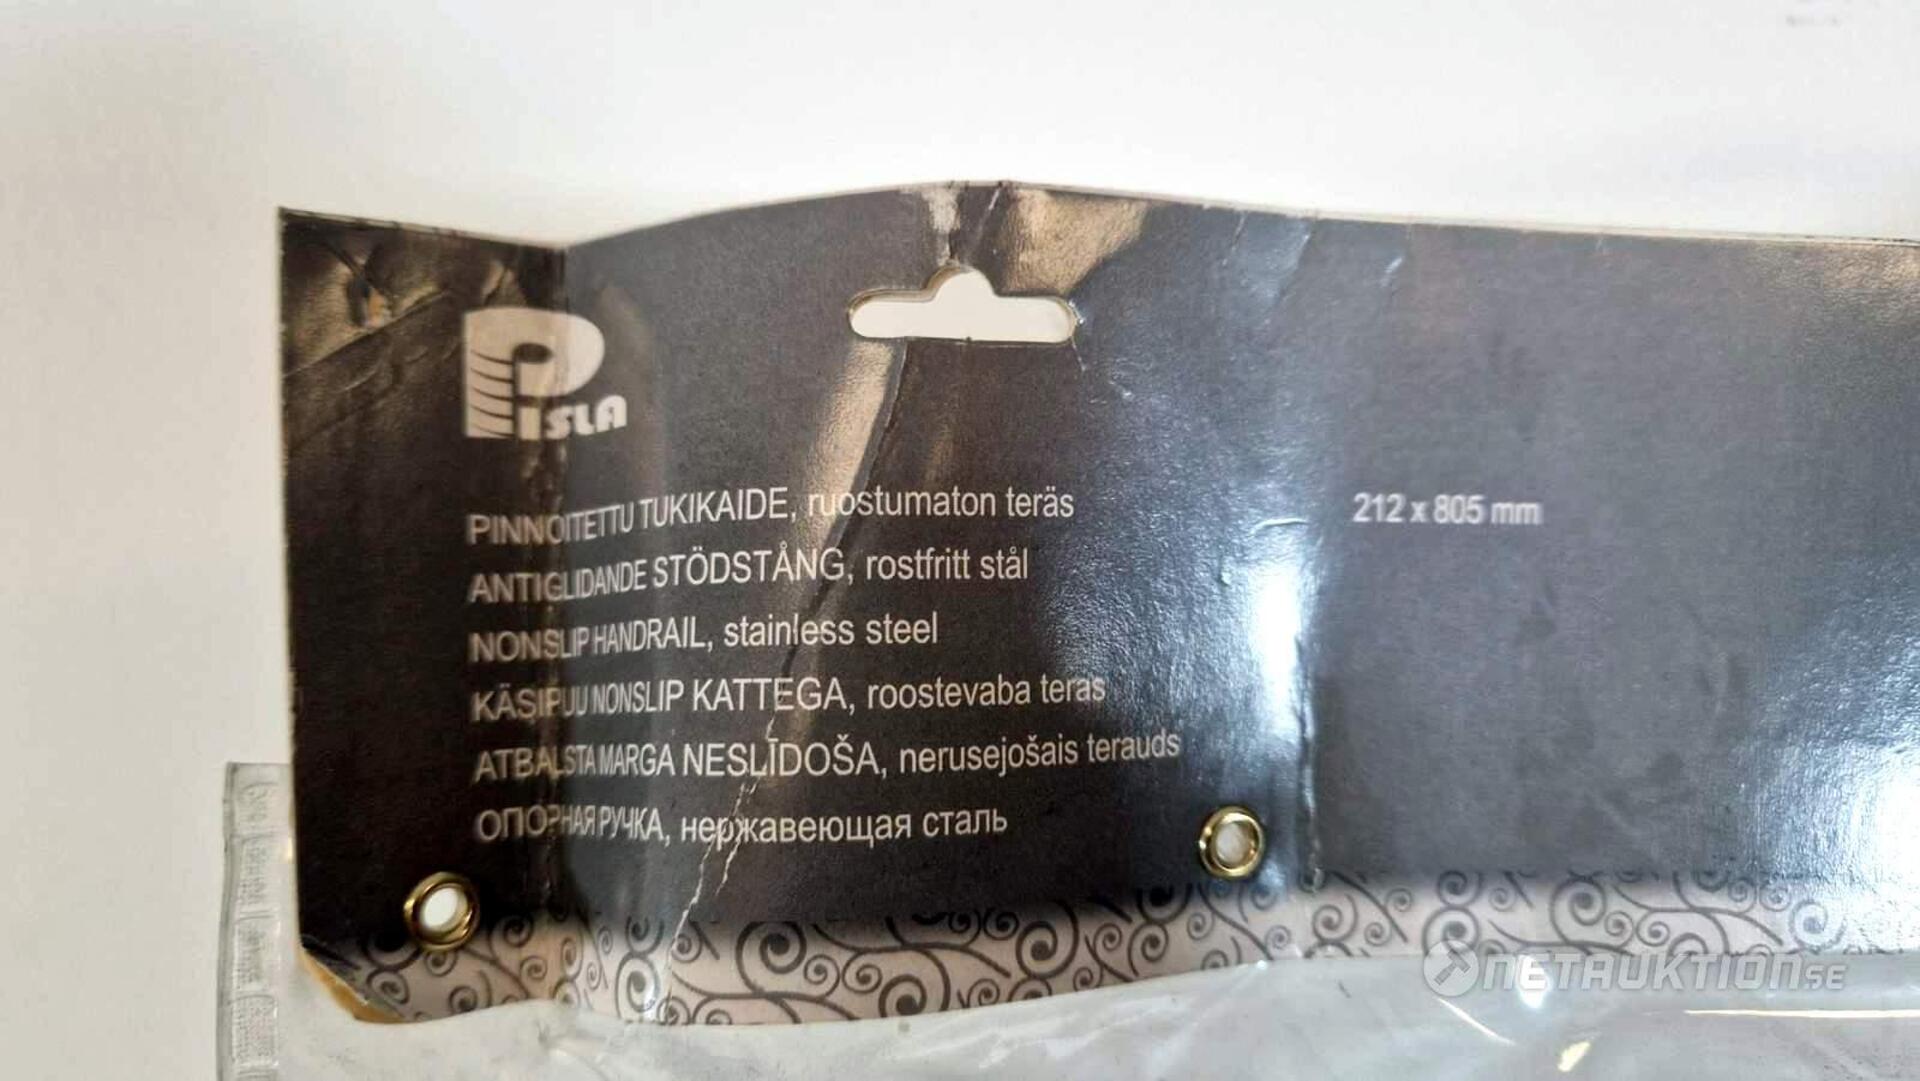 PISLA
PINNOITETTU TUKIKAIDE, ruostumaton teräs
212 x 805 mm
ANTIGLIDANDE STÖDSTÅNG, rostfritt stål
NONSLIP HANDRAIL, stainless steel
KÄSIPUU NONSLIP KATTEGA, roostevaba teras
ATBALSTA MARGA NESLĪDOŠA, nerusejošais terauds
ОПОРНАЯ РУЧКА, нержавеющая сталь
NETAUKTION.SE